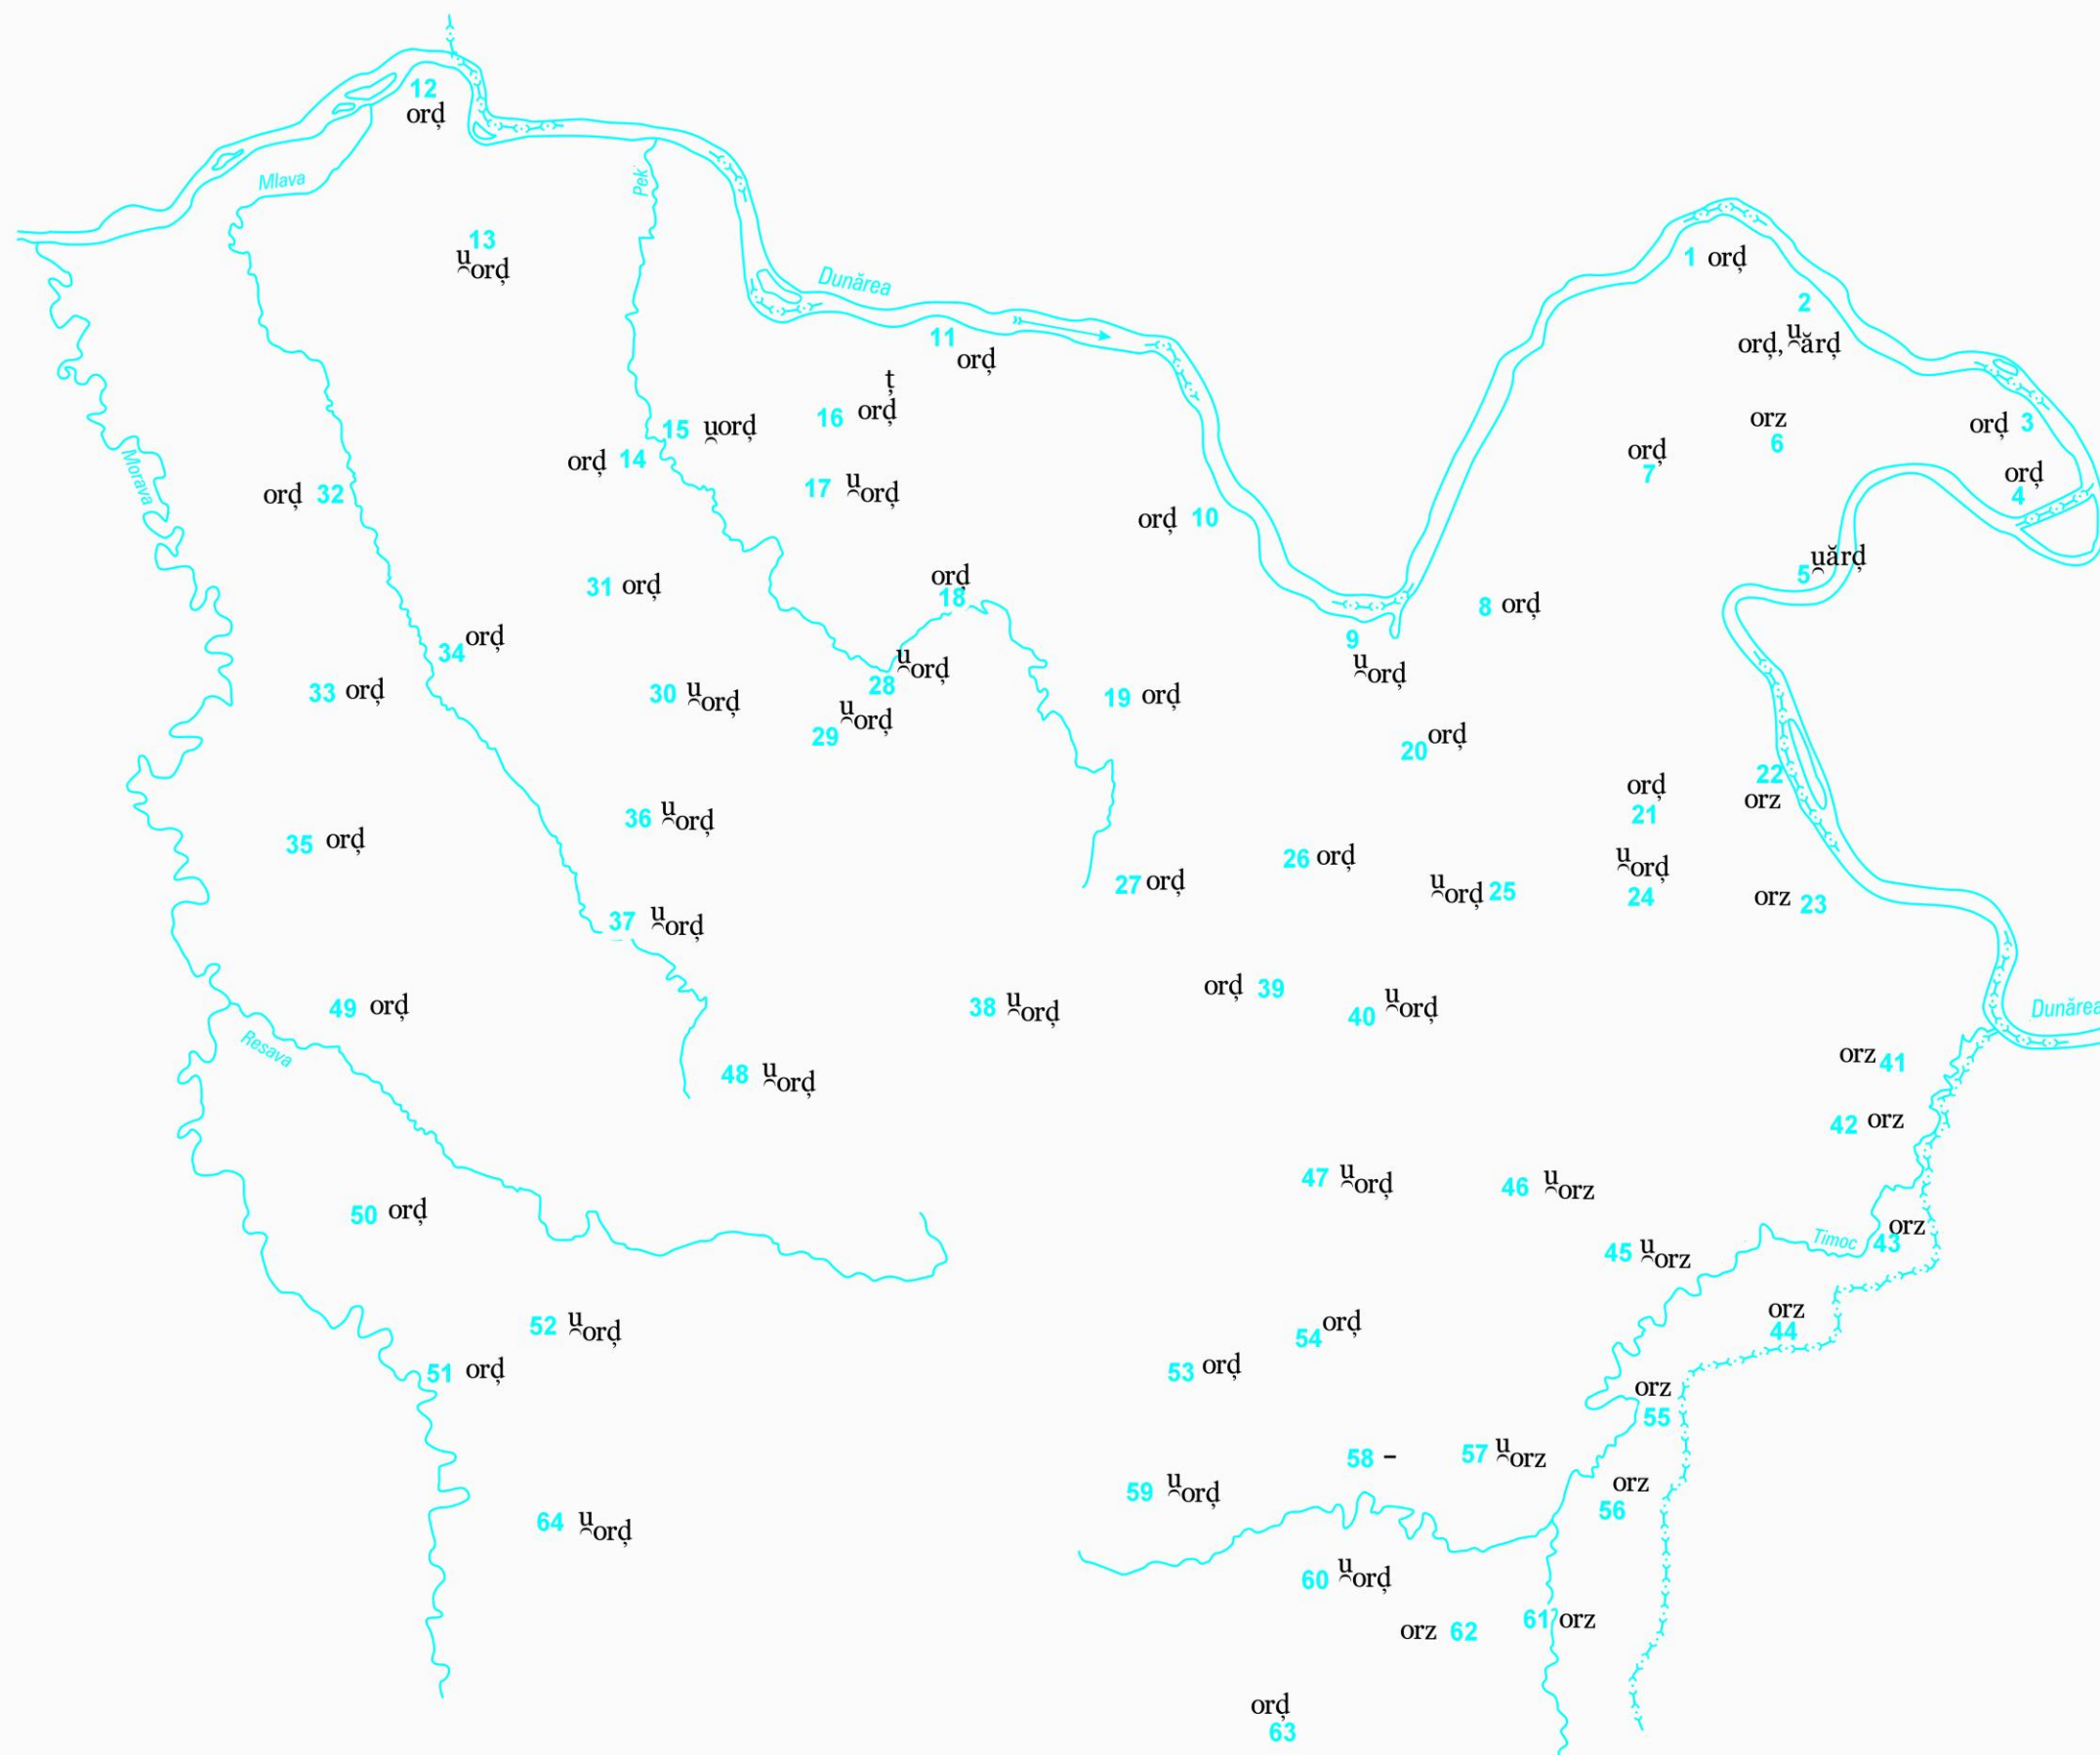 12
orḑ
Mlava
Pek
13
u̯orḑ
1 orḑ
2
orḑ, u̯ărḑ
Dunărea
11
orḑ
ț
16 orḑ
15 u̯orḑ
orḑ 14
orz
6
orḑ 3
orḑ
7
orḑ
4
Morava
orḑ 32
17 u̯orḑ
orḑ 10
5 u̯ărḑ
31 orḑ
orḑ
18
8 orḑ
34 orḑ
9
u̯orḑ
33 orḑ
30 u̯orḑ
28 u̯orḑ
29 u̯orḑ
19 orḑ
20 orḑ
22
orz
orḑ
21
36 u̯orḑ
35 orḑ
26 orḑ
27 orḑ
u̯orḑ 25
u̯orḑ
24
orz 23
37 u̯orḑ
49 orḑ
38 u̯orḑ
orḑ 39
40 u̯orḑ
Dunărea
Resava
48 u̯orḑ
orz 41
42 orz
47 u̯orḑ
46 u̯orz
50 orḑ
45 u̯orz
Timoc
orz
43
52 u̯orḑ
54 orḑ
orz
44
51 orḑ
53 orḑ
orz
55
58 –
57 u̯orz
59 u̯orḑ
orz
56
64 u̯orḑ
60 u̯orḑ
orz 62
61 orz
orḑ
63